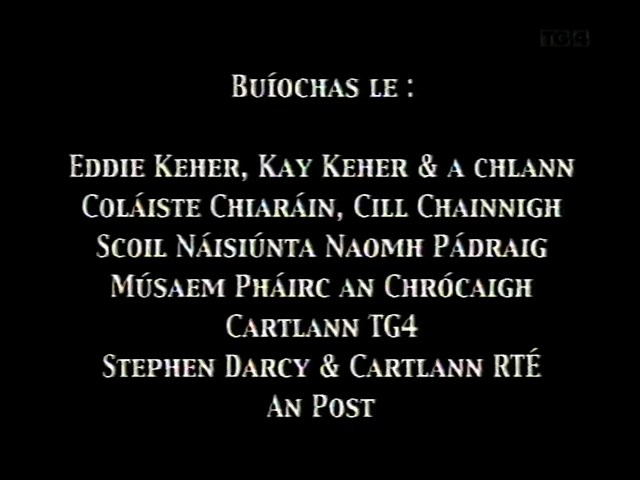 TG4
Buíochas le :
Eddie Keher, Kay Keher & a chlann
Coláiste Chiaráin, Cill Chainnigh
Scoil Náisiúnta Naomh Pádraig
Músaem Pháirc an Chrócaigh
Cartlann TG4
Stephen Darcy & Cartlann RTÉ
An Post